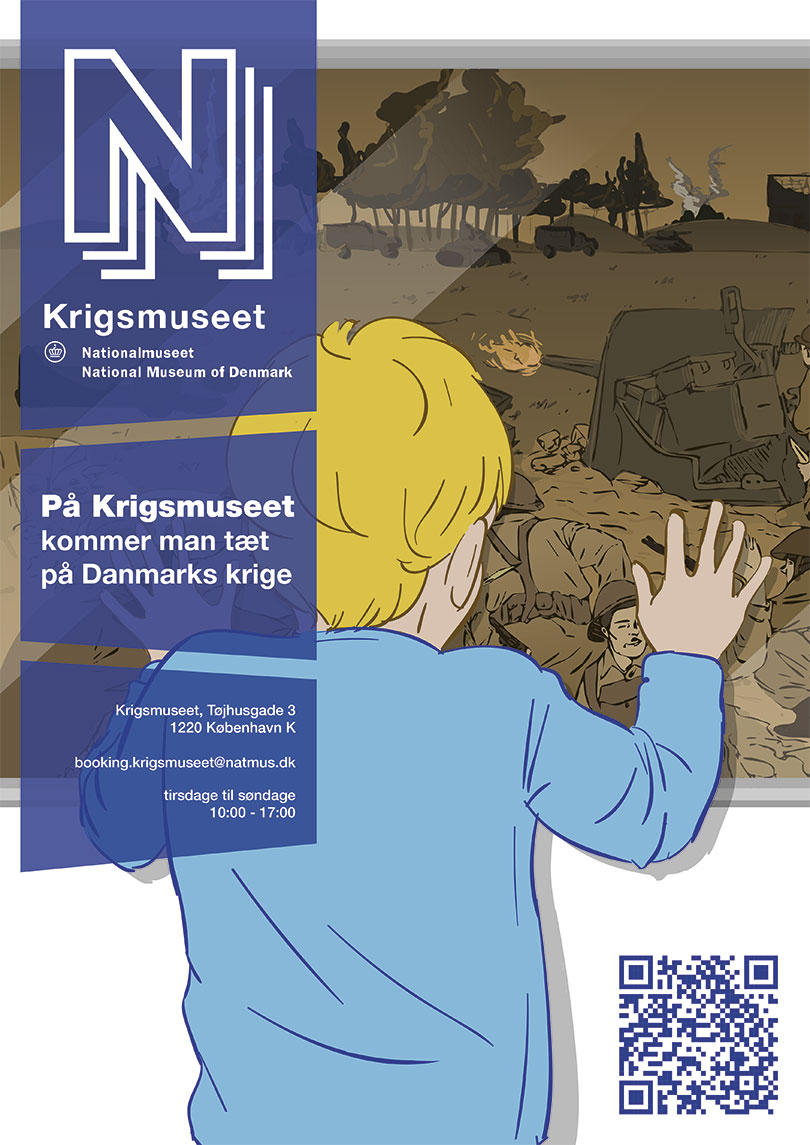 N
Krigsmuseet
Nationalmuseet
National Museum of Denmark
På Krigsmuseet
kommer man tæt
på Danmarks krige
Krigsmuseet, Tøjhusgade 3
1220 København K
booking.krigsmuseet@natmus.dk
tirsdage til søndage
10:00 - 17:00